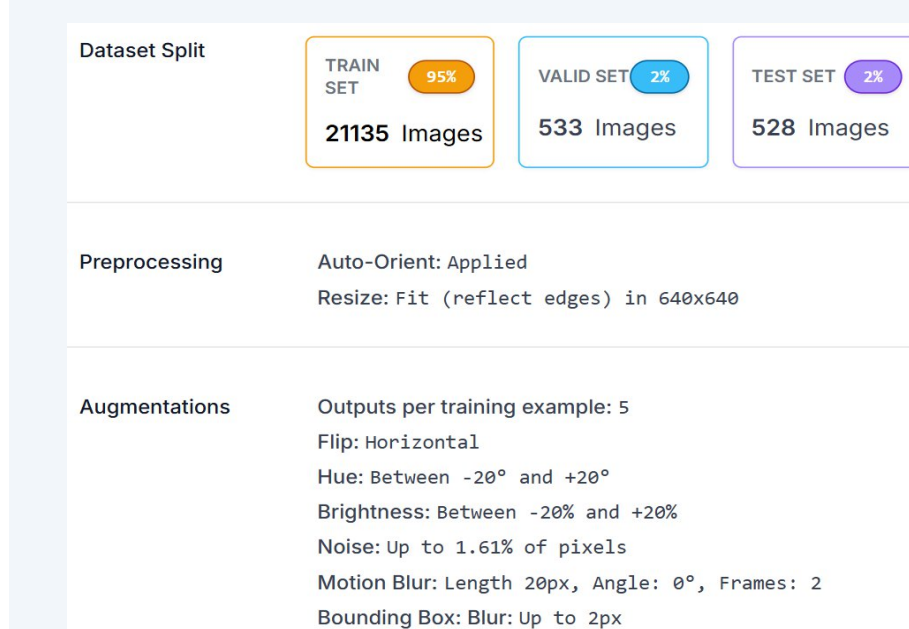 Dataset Split
TRAIN SET 95%
21135 Images
VALID SET 2%
533 Images
TEST SET 2%
528 Images
Preprocessing
Auto-Orient: Applied
Resize: Fit (reflect edges) in 640x640
Augmentations
Outputs per training example: 5
Flip: Horizontal
Hue: Between -20° and +20°
Brightness: Between -20% and +20%
Noise: Up to 1.61% of pixels
Motion Blur: Length 20px, Angle: 0°, Frames: 2
Bounding Box: Blur: Up to 2px